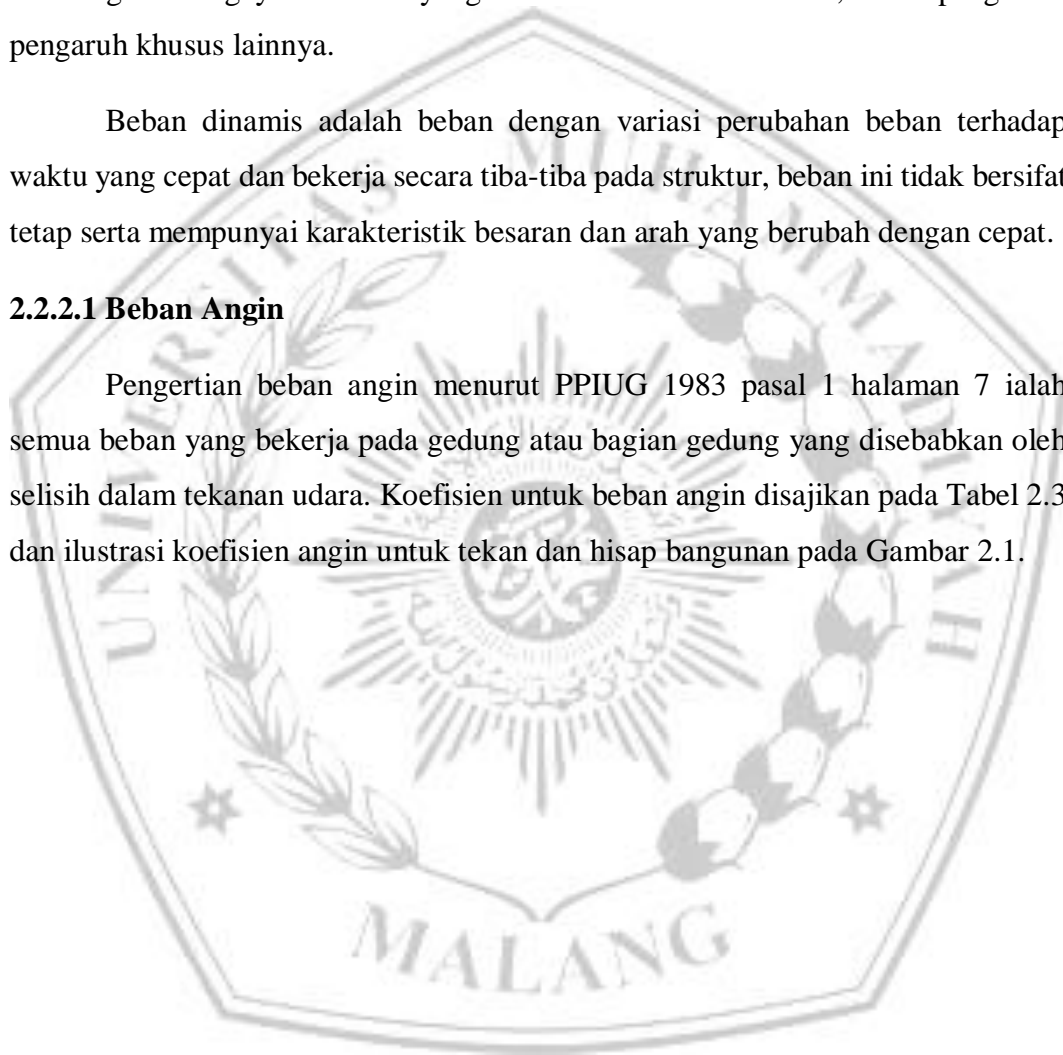 pengaruh khusus lainnya.
Beban dinamis adalah beban dengan variasi perubahan beban terhadap
waktu yang cepat dan bekerja secara tiba-tiba pada struktur, beban ini tidak bersifat
tetap serta mempunyai karakteristik besaran dan arah yang berubah dengan cepat.
2.2.2.1 Beban Angin
Pengertian beban angin menurut PPIUG 1983 pasal 1 halaman 7 ialah
semua beban yang bekerja pada gedung atau bagian gedung yang disebabkan oleh
selisih dalam tekanan udara. Koefisien untuk beban angin disajikan pada Tabel 2.3
dan ilustrasi koefisien angin untuk tekan dan hisap bangunan pada Gambar 2.1.
UNIVERSITAS MUHAMMADIYAH
MALANG